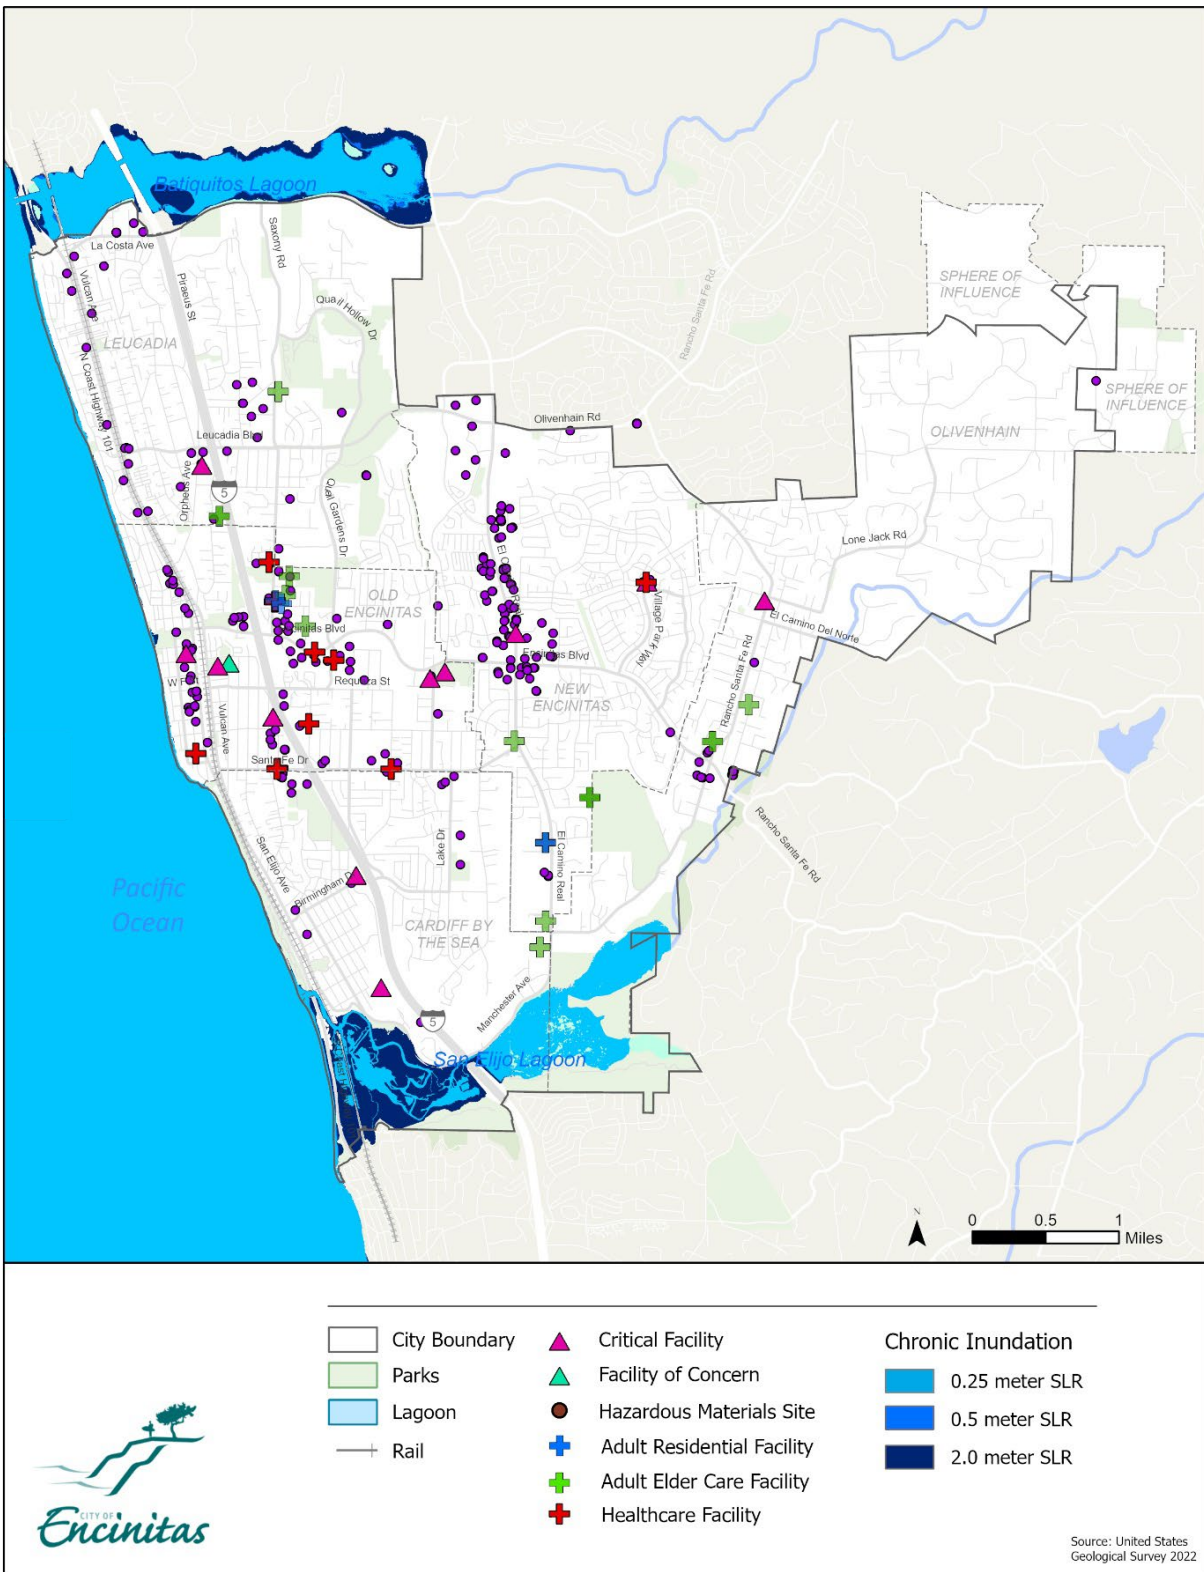 Batiquitos Lagoon
La Costa Ave
Saxony Rd
Piraeus St
Vulcan Ave
Quail Hollow Dr
Rancho Santa Fe Rd
SPHERE OF
INFLUENCE
LEUCADIA
N Coast Highway 101
SPHERE OF
INFLUENCE
Olivenhain Rd
OLIVENHAIN
Leucadia Blvd
Orpheus Ave
5
Quail Gardens Dr
Lone Jack Rd
OLD
ENCINITAS
Village Park Way
El Camino Del Norte
Encinitas Blvd
Rancho Santa Fe Rd
Requeza St
NEW
ENCINITAS
Vulcan Ave
Santa Fe Dr
Rancho Santa Fe Rd
San Elijo Ave
Lake Dr
El Camino Real
Birmingham Dr
Pacific
Ocean
CARDIFF BY
THE SEA
Manchester Ave
5
San Elijo Lagoon
N
0 0.5 1
Miles
City Boundary
Parks
Lagoon
Rail
Critical Facility
Facility of Concern
Hazardous Materials Site
Adult Residential Facility
Adult Elder Care Facility
Healthcare Facility
Chronic Inundation
0.25 meter SLR
0.5 meter SLR
2.0 meter SLR
CITY OF
Encinitas
Source: United States
Geological Survey 2022